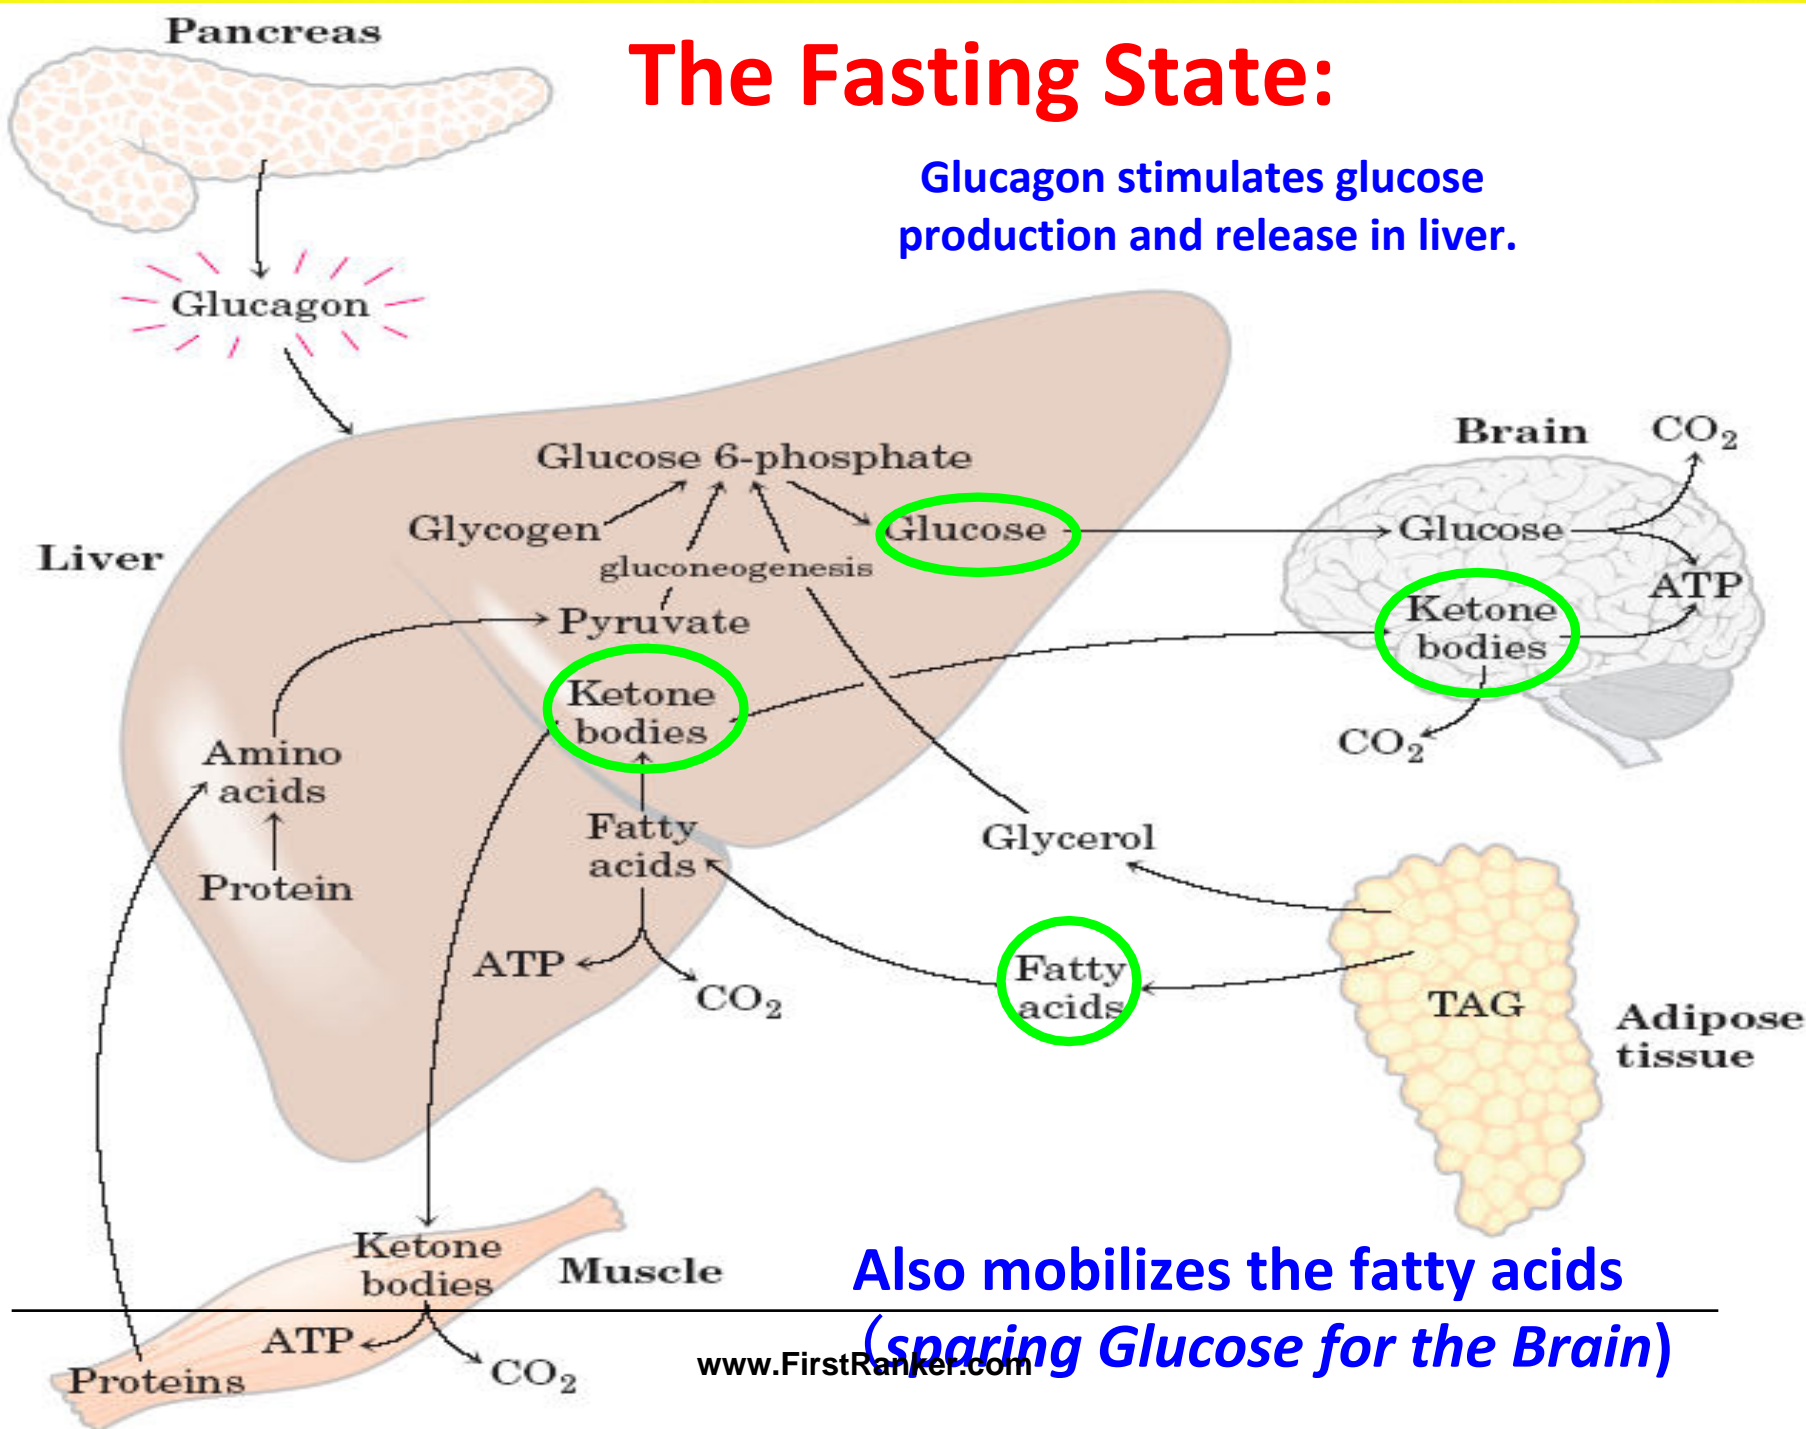 Pancreas
The Fasting State:
Glucagon stimulates glucose
production and release in liver.
Glucagon
Brain
CO₂
Glucose 6-phosphate
Glycogen
Glucose
Glucose
Liver
gluconeogenesis
ATP
Pyruvate
Ketone
bodies
Ketone
bodies
CO₂
Amino
acids
Fatty
acids
Glycerol
Protein
ATP
CO₂
Fatty
acids
TAG
Adipose
tissue
Ketone
bodies
Muscle
Also mobilizes the fatty acids
ATP
CO₂
(sparing Glucose for the Brain)
www.FirstRanker.com
Proteins